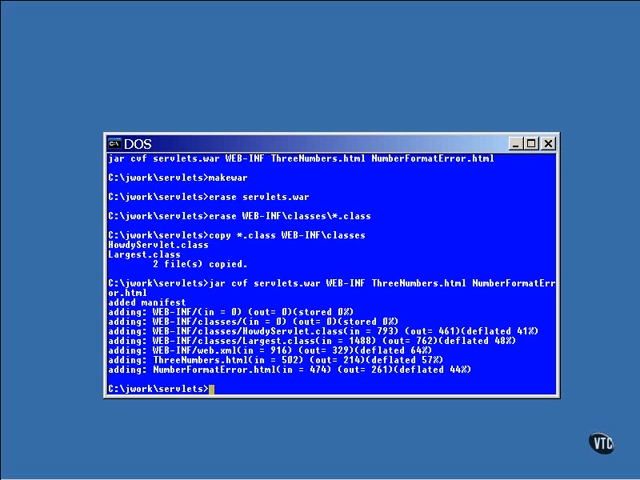 DOS
jar cvf servlets.war WEB-INF ThreeNumbers.html NumberFormatError.html
C:\jwork\servlets>makewar
C:\jwork\servlets>erase servlets.war
C:\jwork\servlets>erase WEB-INF\classes\*.class
C:\jwork\servlets>copy *.class WEB-INF\classes
HowdyServlet.class
Largest.class
2 file(s) copied.
C:\jwork\servlets>jar cvf servlets.war WEB-INF ThreeNumbers.html NumberFormatErr
or.html
added manifest
adding: WEB-INF/(in = 0) (out= 0)(stored 0%)
adding: WEB-INF/classes/(in = 0) (out= 0)(stored 0%)
adding: WEB-INF/classes/HowdyServlet.class(in = 793) (out= 461)(deflated 41%)
adding: WEB-INF/classes/Largest.class(in = 1488) (out= 762)(deflated 48%)
adding: WEB-INF/web.xml(in = 916) (out= 329)(deflated 64%)
adding: ThreeNumbers.html(in = 502) (out= 214)(deflated 57%)
adding: NumberFormatError.html(in = 474) (out= 261)(deflated 44%)
C:\jwork\servlets>
VTC